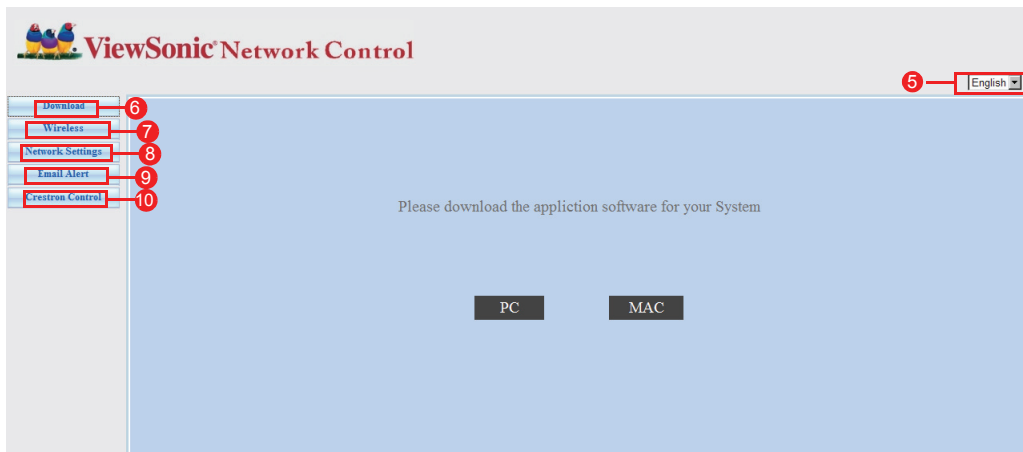 ViewSonic® Network Control
5 English
Download 6
Wireless 7
Network Settings 8
Email Alert 9
Crestron Control 10
Please download the appliction software for your System
PC MAC